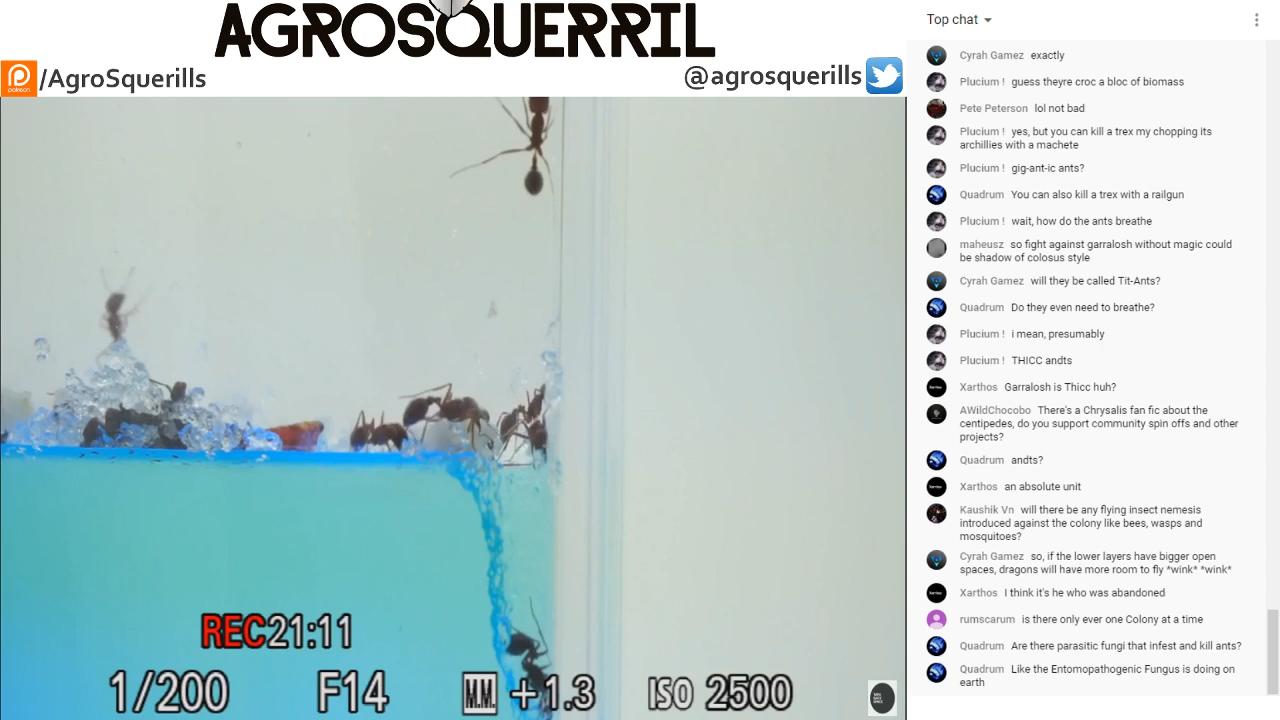 AGROSQUERRIL
/AgroSquerills
patreon
@agrosquerills
REC21:11
1/200 F14 M.M. +1.3 ISO 2500
Top chat
Cyrah Gamez exactly
Plucium ! guess theyre croc a bloc of biomass
Pete Peterson lol not bad
Plucium ! yes, but you can kill a trex my chopping its
archillies with a machete
Plucium ! gig-ant-ic ants?
Quadrum You can also kill a trex with a railgun
Plucium ! wait, how do the ants breathe
maheusz so fight against garralosh without magic could
be shadow of colosus style
Cyrah Gamez will they be called Tit-Ants?
Quadrum Do they even need to breathe?
Plucium ! i mean, presumably
Plucium ! THICC andts
Xarthos Garralosh is Thicc huh?
AWildChocobo There's a Chrysalis fan fic about the
centipedes, do you support community spin offs and other
projects?
Quadrum andts?
Xarthos an absolute unit
Kaushik Vn will there be any flying insect nemesis
introduced against the colony like bees, wasps and
mosquitoes?
Cyrah Gamez so, if the lower layers have bigger open
spaces, dragons will have more room to fly *wink* *wink*
Xarthos I think it's he who was abandoned
rumscarum is there only ever one Colony at a time
Quadrum Are there parasitic fungi that infest and kill ants?
Quadrum Like the Entomopathogenic Fungus is doing on
earth